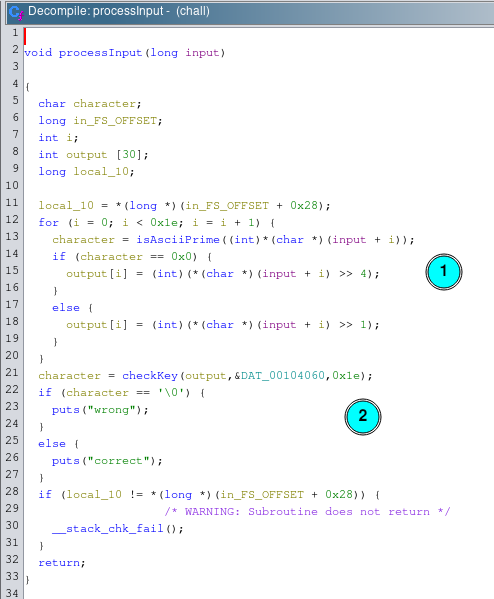 Decompile: processInput - (chall)
1
2 void processInput(long input)
3
4 {
5 char character;
6 long in_FS_OFFSET;
7 int i;
8 int output [30];
9 long local_10;
10
11 local_10 = *(long *)(in_FS_OFFSET + 0x28);
12 for (i = 0; i < 0x1e; i = i + 1) {
13 character = isAsciiPrime((int)*(char *)(input + i));
14 if (character == 0x0) {
15 output[i] = (int)(*(char *)(input + i) >> 4);
16 }
17 else {
18 output[i] = (int)(*(char *)(input + i) >> 1);
19 }
20 }
21 character = checkKey(output,&DAT_00104060,0x1e);
22 if (character == '\0') {
23 puts("wrong");
24 }
25 else {
26 puts("correct");
27 }
28 if (local_10 != *(long *)(in_FS_OFFSET + 0x28)) {
29 /* WARNING: Subroutine does not return */
30 __stack_chk_fail();
31 }
32 return;
33 }
34
1
2